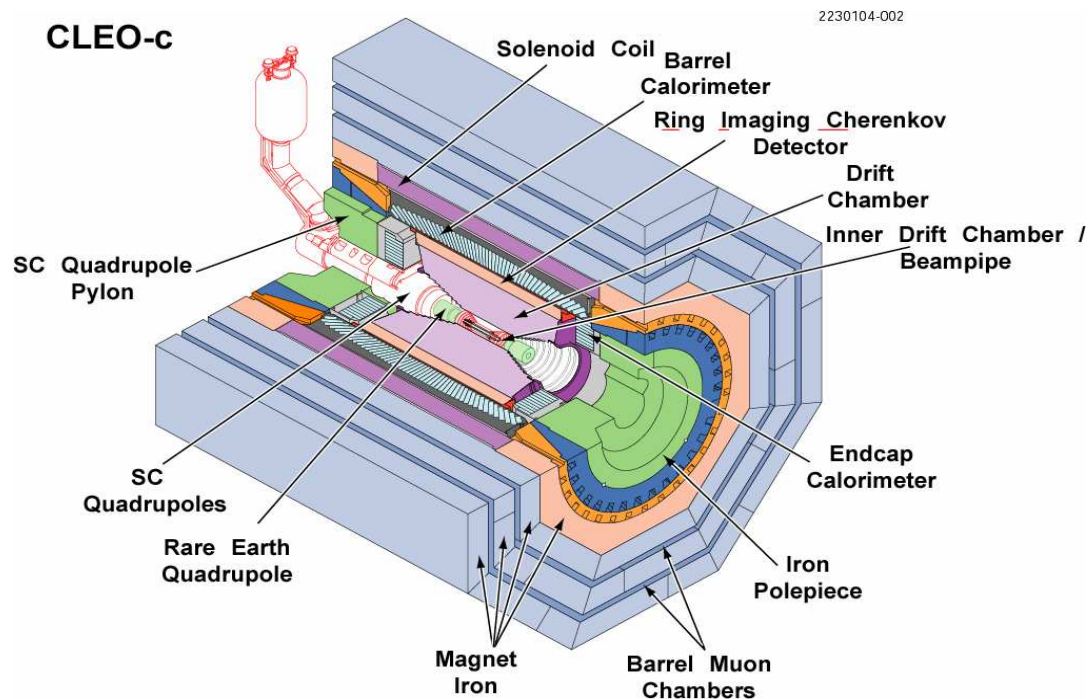 2230104-002
CLEO-c
Solenoid Coil
Barrel
Calorimeter
Ring Imaging Cherenkov
Detector
Drift
Chamber
Inner Drift Chamber /
Beampipe
SC Quadrupole
Pylon
SC
Quadrupoles
Rare Earth
Quadrupole
Magnet
Iron
Barrel Muon
Chambers
Iron
Polepiece
Endcap
Calorimeter